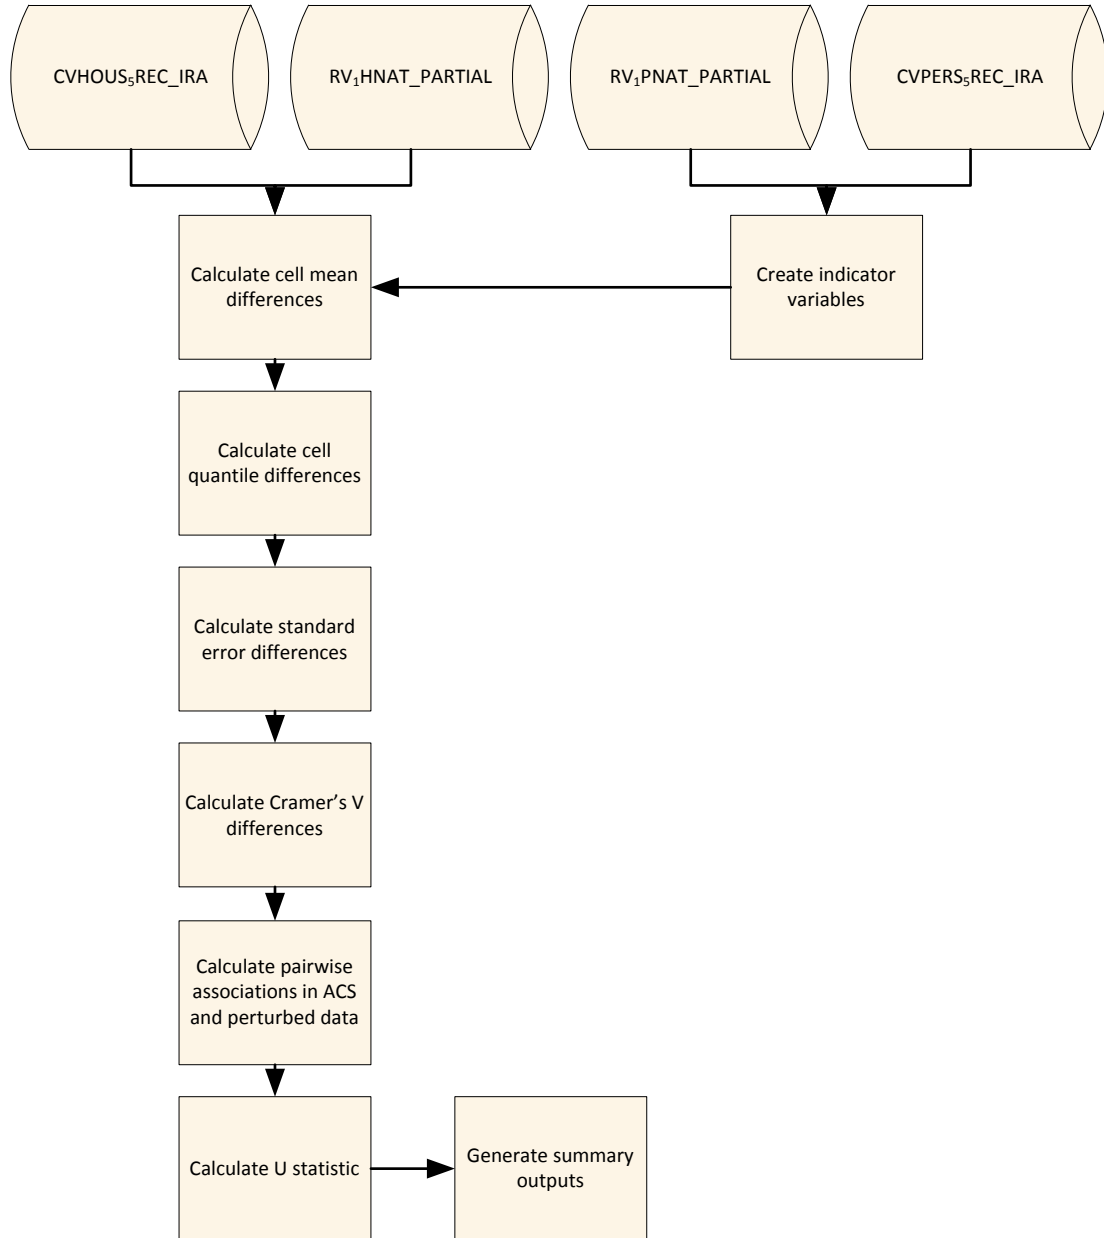 CVHOUS₅REC_IRA
RV₁HNAT_PARTIAL
RV₁PNAT_PARTIAL
CVPERS₅REC_IRA
Calculate cell mean
differences
Create indicator
variables
Calculate cell
quantile differences
Calculate standard
error differences
Calculate Cramer’s V
differences
Calculate pairwise
associations in ACS
and perturbed data
Calculate U statistic
Generate summary
outputs